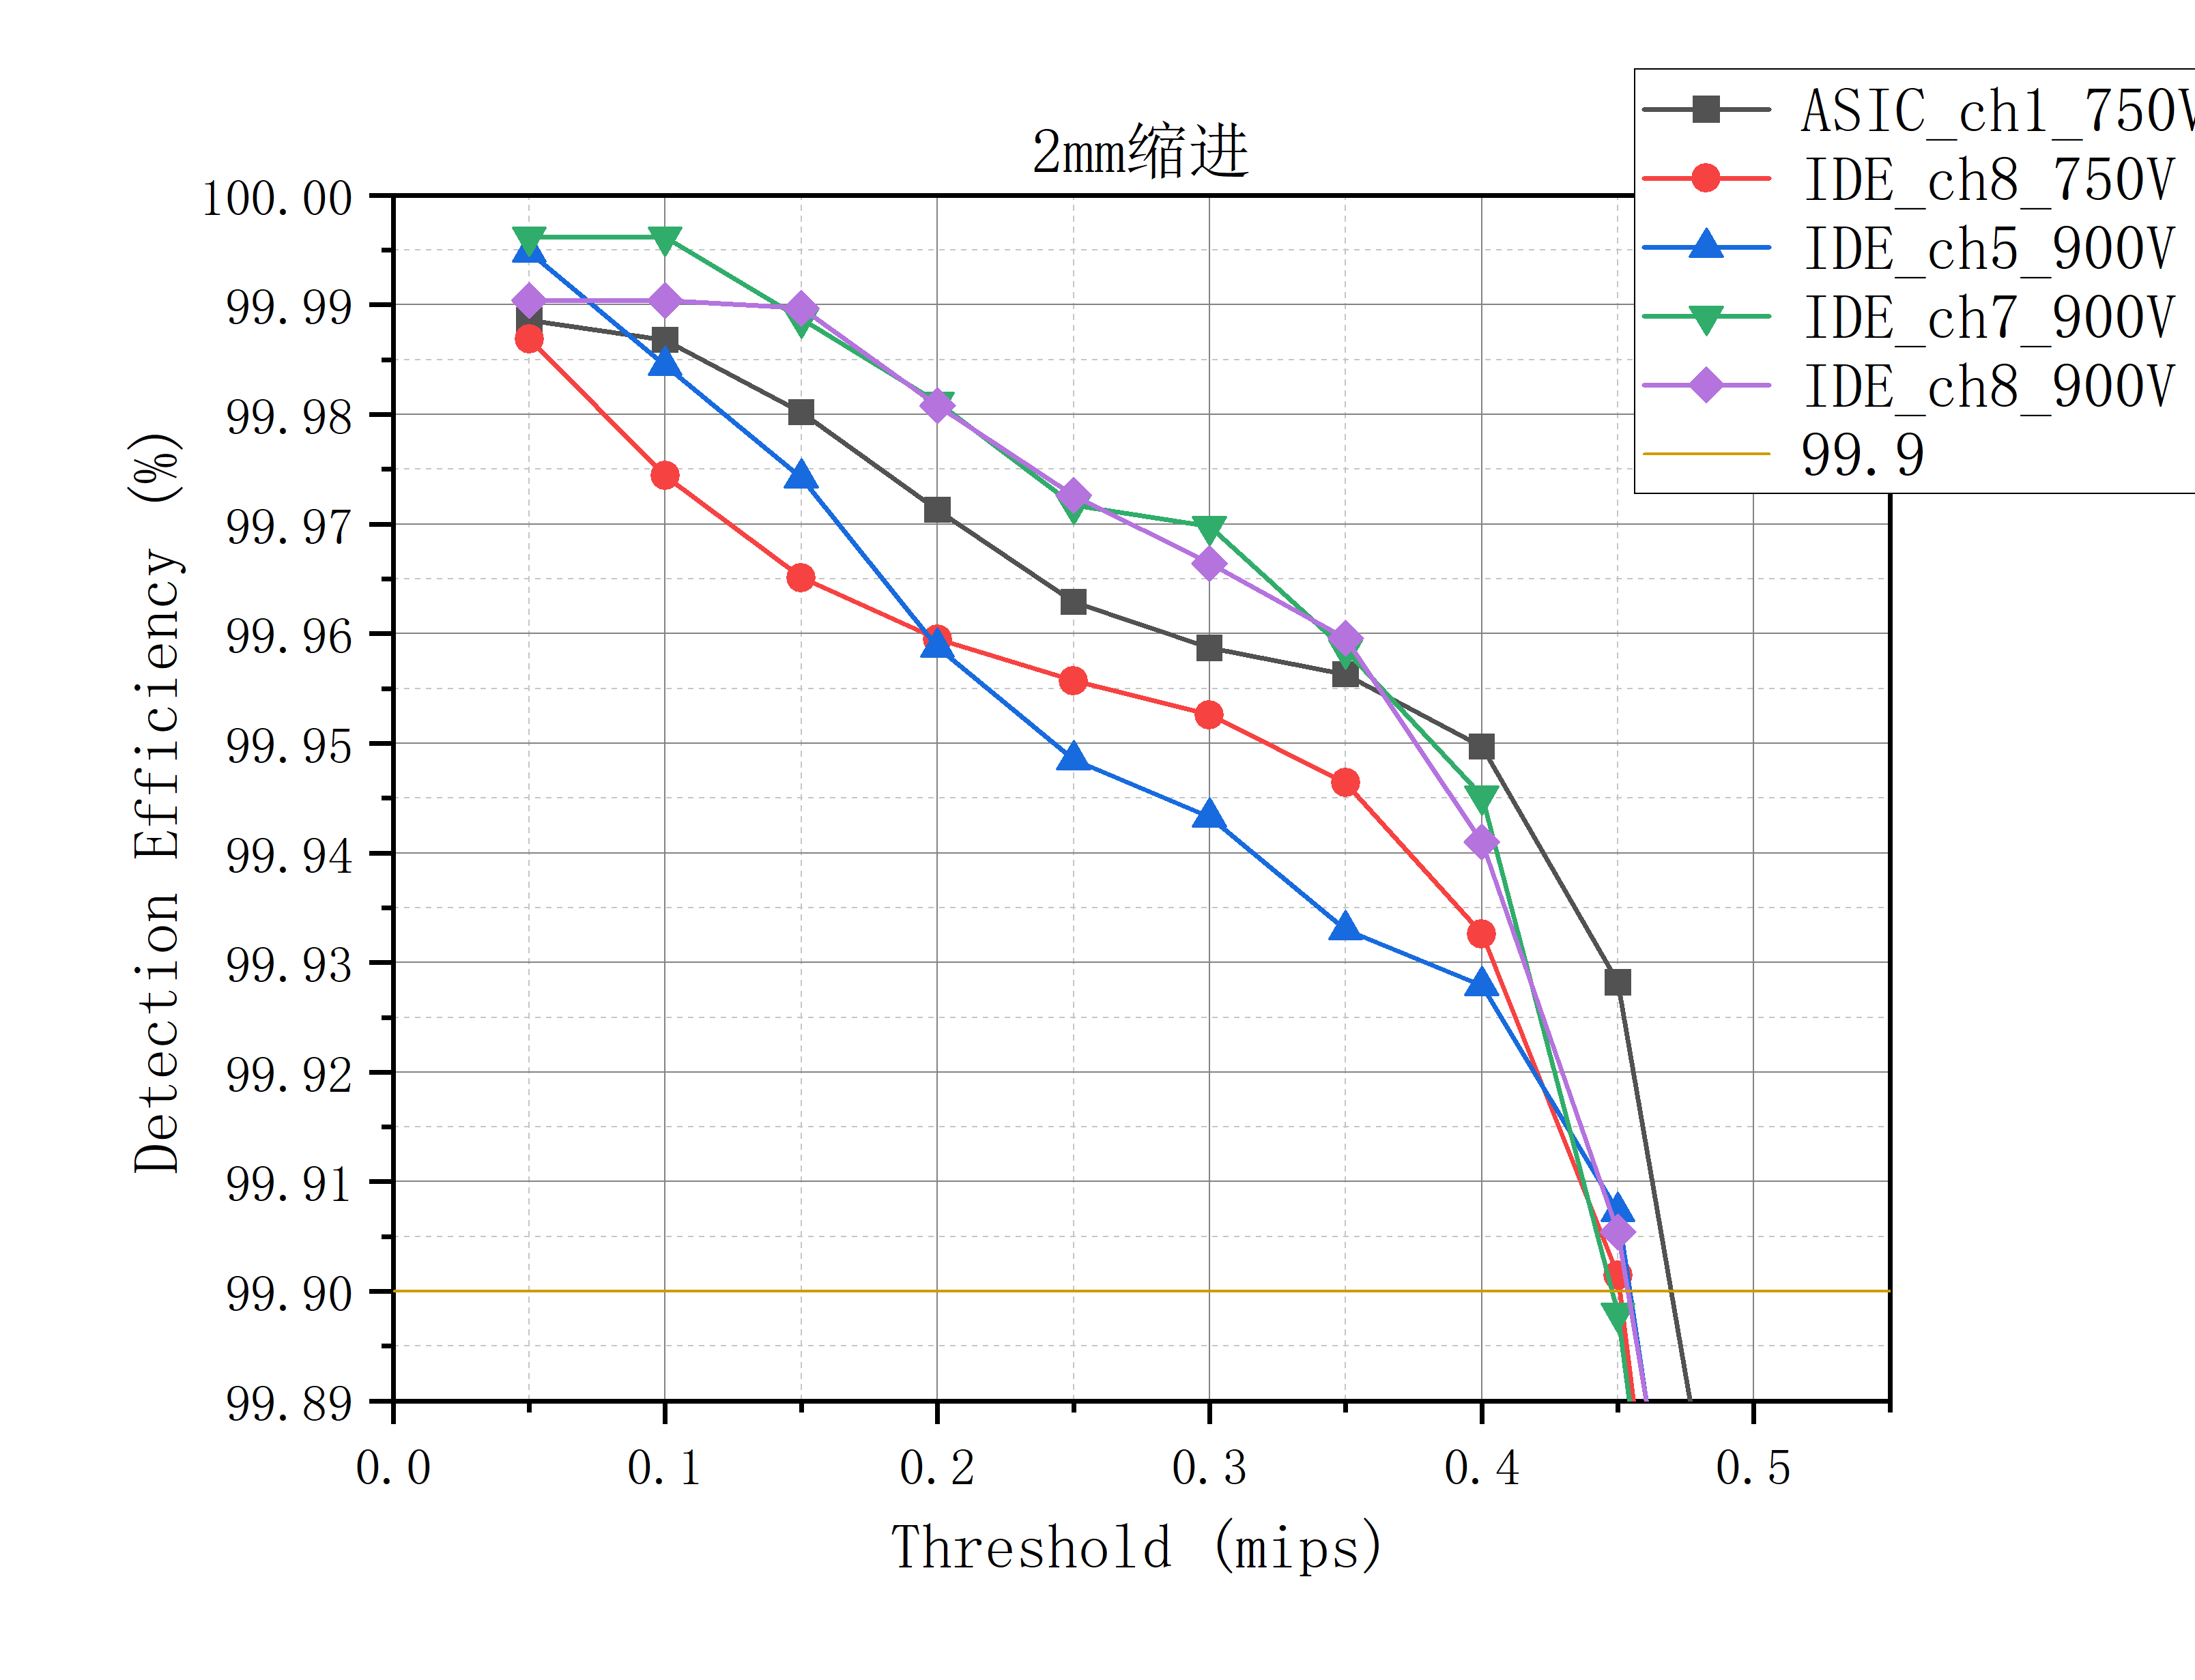 2mm缩进
ASIC_ch1_750V
IDE_ch8_750V
IDE_ch5_900V
IDE_ch7_900V
IDE_ch8_900V
99.9
Detection Efficiency (%)
100.00
99.99
99.98
99.97
99.96
99.95
99.94
99.93
99.92
99.91
99.90
99.89
0.0 0.1 0.2 0.3 0.4 0.5
Threshold (mips)